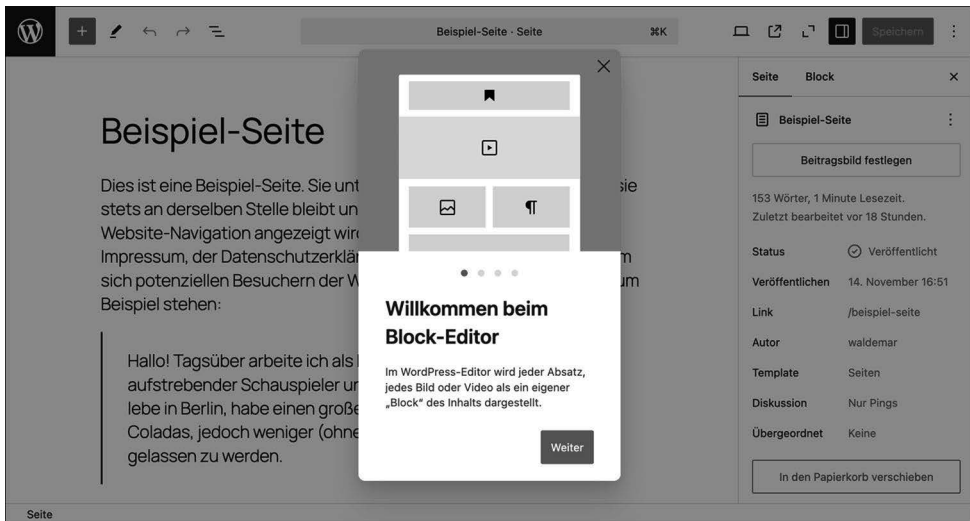 Beispiel-Seite · Seite
⌘K
Speichern
Beispiel-Seite
Dies ist eine Beispiel-Seite. Sie unt
sie
stets an derselben Stelle bleibt un
Website-Navigation angezeigt wir
Impressum, der Datenschutzerklä
m
sich potenziellen Besuchern der W
um
Beispiel stehen:
Hallo! Tagsüber arbeite ich als
aufstrebender Schauspieler un
lebe in Berlin, habe einen große
Coladas, jedoch weniger (ohne
gelassen zu werden.
Willkommen beim
Block-Editor
Im WordPress-Editor wird jeder Absatz,
jedes Bild oder Video als ein eigener
„Block“ des Inhalts dargestellt.
Weiter
Seite Block
Beispiel-Seite
Beitragsbild festlegen
153 Wörter, 1 Minute Lesezeit.
Zuletzt bearbeitet vor 18 Stunden.
Status Veröffentlicht
Veröffentlichen 14. November 16:51
Link /beispiel-seite
Autor waldemar
Template Seiten
Diskussion Nur Pings
Übergeordnet Keine
In den Papierkorb verschieben
Seite